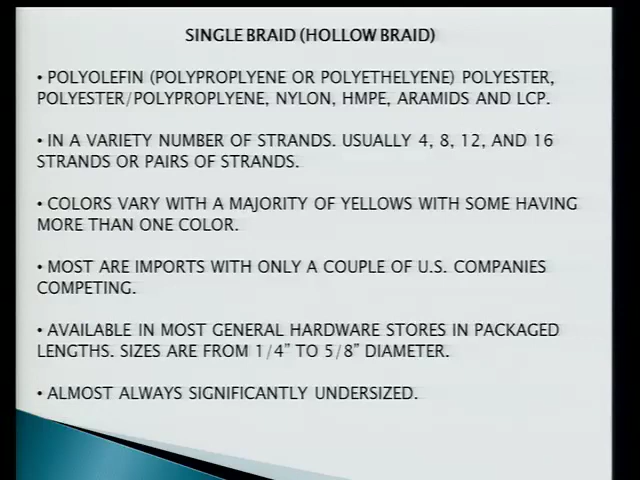 SINGLE BRAID (HOLLOW BRAID)
• POLYOLEFIN (POLYPROPLYENE OR POLYETHELYENE) POLYESTER,
POLYESTER/POLYPROPLYENE, NYLON, HMPE, ARAMIDS AND LCP.
• IN A VARIETY NUMBER OF STRANDS. USUALLY 4, 8, 12, AND 16
STRANDS OR PAIRS OF STRANDS.
• COLORS VARY WITH A MAJORITY OF YELLOWS WITH SOME HAVING
MORE THAN ONE COLOR.
• MOST ARE IMPORTS WITH ONLY A COUPLE OF U.S. COMPANIES
COMPETING.
• AVAILABLE IN MOST GENERAL HARDWARE STORES IN PACKAGED
LENGTHS. SIZES ARE FROM 1/4” TO 5/8” DIAMETER.
• ALMOST ALWAYS SIGNIFICANTLY UNDERSIZED.